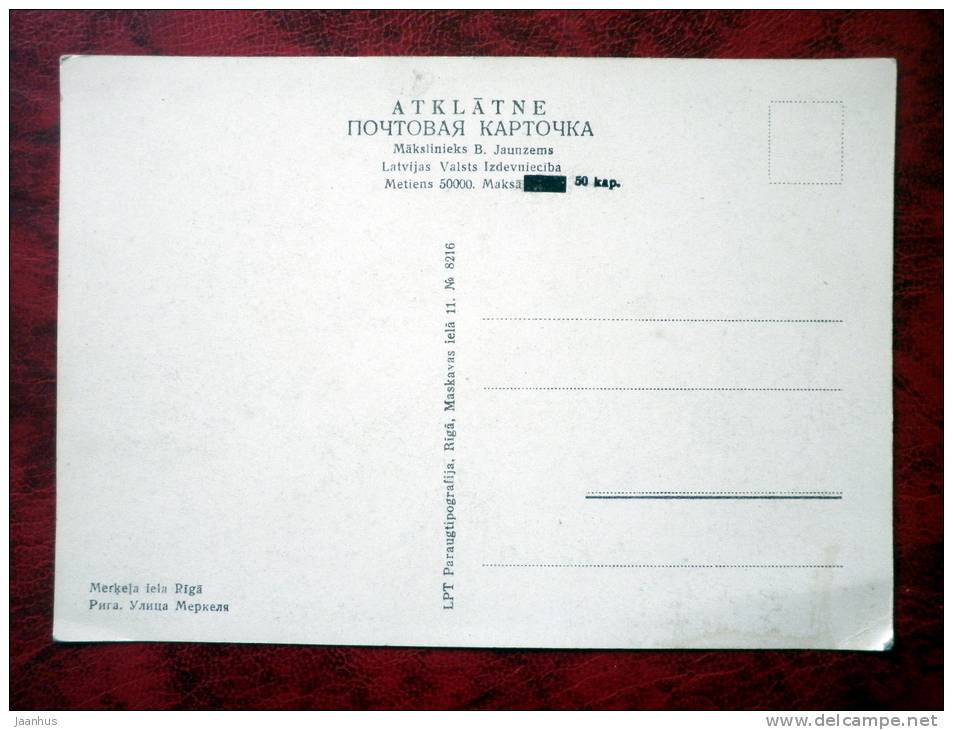 ATKLĀTNE
ПОЧТОВАЯ КАРТОЧКА
Mākslinieks B. Jaunzems
Latvijas Valsts Izdevniecība
Metiens 50000. Maksā 50 kap.
LPT Paraugtipografija, Rīgā, Maskavas ielā 11. № 8216
Merķeļa iela Rīgā
Рига. Улица Меркеля
jaanhus
www.delcampe.net